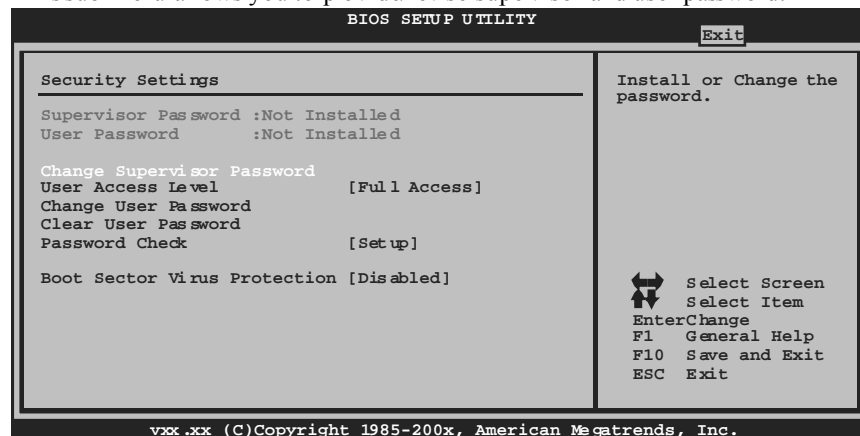 BIOS SETUP UTILITY
Exit
Security Settings
Supervisor Password :Not Installed
User Password :Not Installed
Change Supervisor Password
User Access Level [Full Access]
Change User Password
Clear User Password
Password Check [Setup]
Boot Sector Virus Protection [Disabled]
Install or Change the
password.
Select Screen
Select Item
EnterChange
F1 General Help
F10 Save and Exit
ESC Exit
vxx.xx (C)Copyright 1985-200x, American Megatrends, Inc.